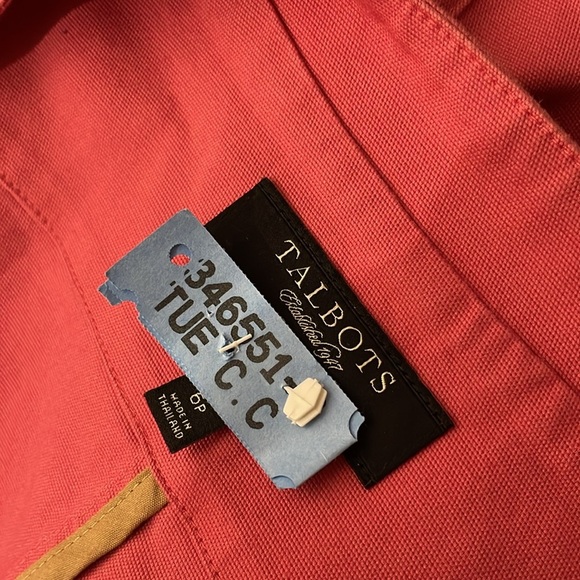 TALBOTS
Established 1947
346551-
TUE C.C
6P
MADE IN
THAILAND